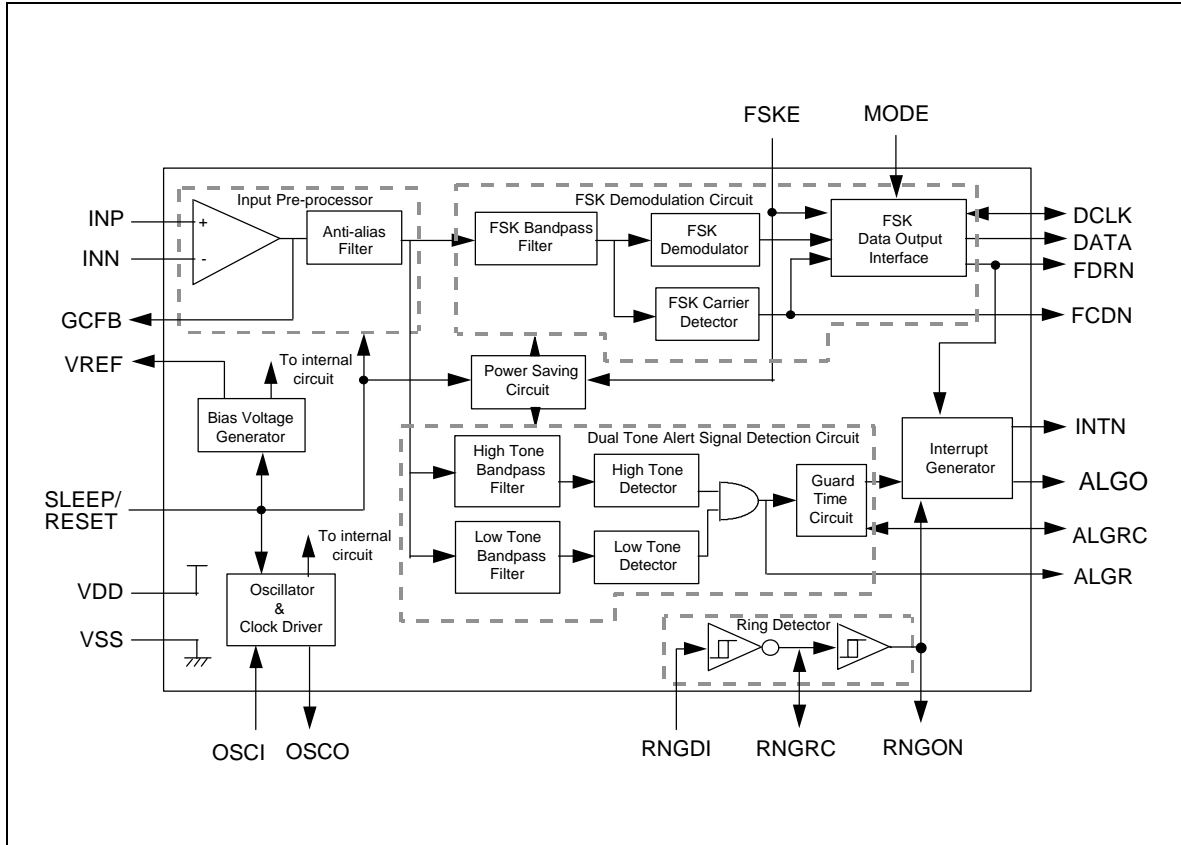 FSKE
MODE
Input Pre-processor
FSK Demodulation Circuit
INP
+
INN
-
Anti-alias
Filter
FSK Bandpass
Filter
FSK
Demodulator
FSK
Data Output
Interface
DCLK
DATA
FDRN
FSK Carrier
Detector
GCFB
FCDN
VREF
To internal
circuit
Power Saving
Circuit
Bias Voltage
Generator
Dual Tone Alert Signal Detection Circuit
High Tone
Bandpass
Filter
High Tone
Detector
Guard
Time
Circuit
Interrupt
Generator
INTN
ALGO
SLEEP/
RESET
To internal
circuit
Low Tone
Bandpass
Filter
Low Tone
Detector
ALGRC
ALGR
VDD
Oscillator
&
Clock Driver
VSS
Ring Detector
OSCI
OSCO
RNGDI
RNGRC
RNGON